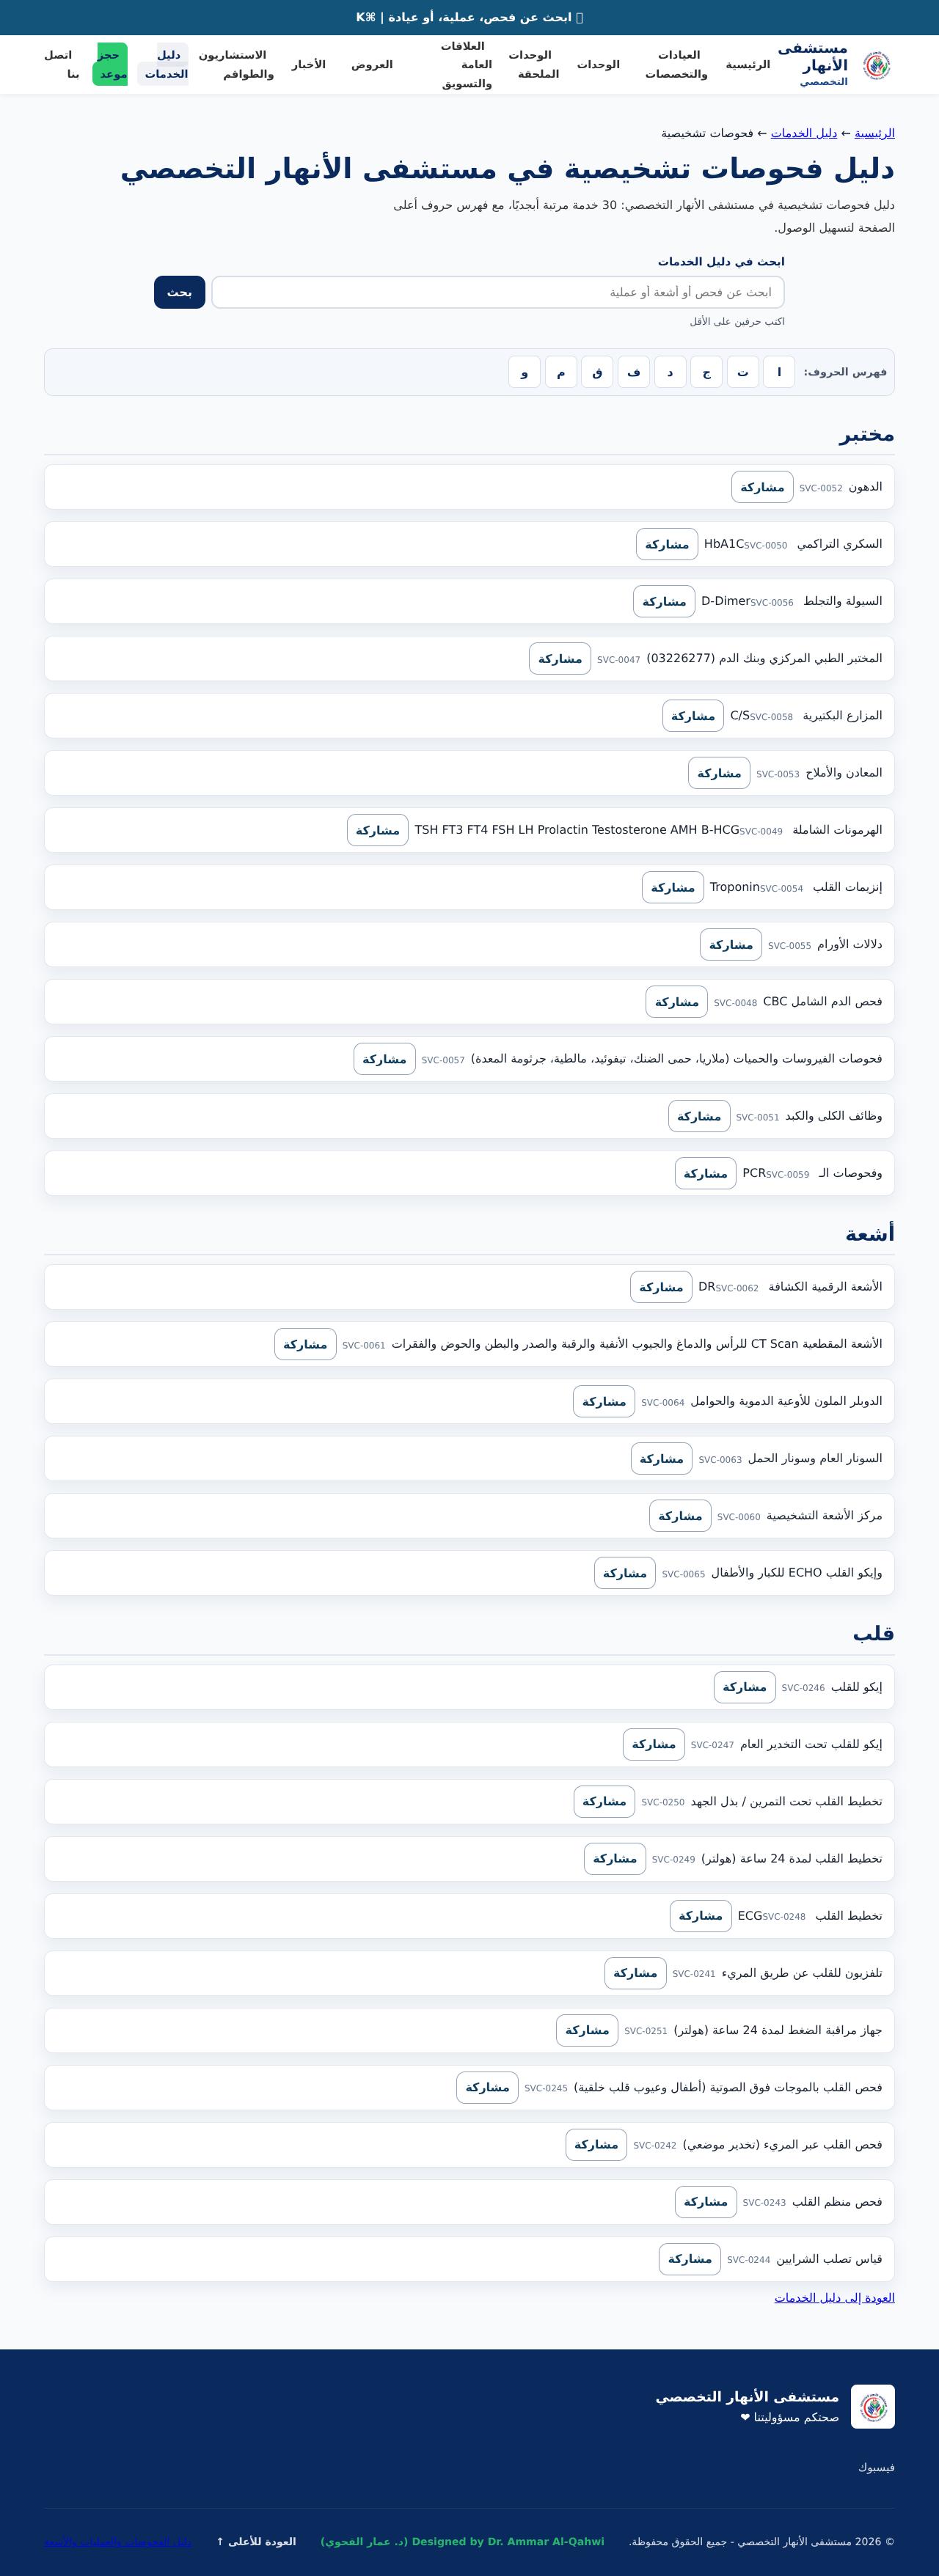 ابحث عن فحص، عملية، أو عيادة | ⌘K
مستشفى الأنهار
التخصصي
الرئيسية
العيادات والتخصصات
الوحدات
الوحدات الملحقة
العلاقات العامة والتسويق
العروض
الأخبار
الاستشاريون والطواقم
دليل الخدمات
حجز موعد
اتصل بنا
الرئيسية ← دليل الخدمات ← فحوصات تشخيصية
دليل فحوصات تشخيصية في مستشفى الأنهار التخصصي
دليل فحوصات تشخيصية في مستشفى الأنهار التخصصي: 30 خدمة مرتبة أبجديًا، مع فهرس حروف أعلى
الصفحة لتسهيل الوصول.
ابحث في دليل الخدمات
ابحث عن فحص أو أشعة أو عملية
بحث
اكتب حرفين على الأقل
فهرس الحروف: ا ت ج د ف ق م و
مختبر
الدهون SVC-0052 مشاركة
السكري التراكمي HbA1C SVC-0050 مشاركة
السيولة والتجلط D-Dimer SVC-0056 مشاركة
المختبر الطبي المركزي وبنك الدم (03226277) SVC-0047 مشاركة
المزارع البكتيرية C/S SVC-0058 مشاركة
المعادن والأملاح SVC-0053 مشاركة
الهرمونات الشاملة TSH FT3 FT4 FSH LH Prolactin Testosterone AMH B-HCG SVC-0049 مشاركة
إنزيمات القلب Troponin SVC-0054 مشاركة
دلالات الأورام SVC-0055 مشاركة
فحص الدم الشامل CBC SVC-0048 مشاركة
فحوصات الفيروسات والحميات (ملاريا، حمى الضنك، تيفوئيد، مالطية، جرثومة المعدة) SVC-0057 مشاركة
وظائف الكلى والكبد SVC-0051 مشاركة
وفحوصات الـ PCR SVC-0059 مشاركة
أشعة
الأشعة الرقمية الكشافة DR SVC-0062 مشاركة
الأشعة المقطعية CT Scan للرأس والدماغ والجيوب الأنفية والرقبة والصدر والبطن والحوض والفقرات SVC-0061 مشاركة
الدوبلر الملون للأوعية الدموية والحوامل SVC-0064 مشاركة
السونار العام وسونار الحمل SVC-0063 مشاركة
مركز الأشعة التشخيصية SVC-0060 مشاركة
وإيكو القلب ECHO للكبار والأطفال SVC-0065 مشاركة
قلب
إيكو للقلب SVC-0246 مشاركة
إيكو للقلب تحت التخدير العام SVC-0247 مشاركة
تخطيط القلب تحت التمرين / بذل الجهد SVC-0250 مشاركة
تخطيط القلب لمدة 24 ساعة (هولتر) SVC-0249 مشاركة
تخطيط القلب ECG SVC-0248 مشاركة
تلفزيون للقلب عن طريق المريء SVC-0241 مشاركة
جهاز مراقبة الضغط لمدة 24 ساعة (هولتر) SVC-0251 مشاركة
فحص القلب بالموجات فوق الصوتية (أطفال وعيوب قلب خلقية) SVC-0245 مشاركة
فحص القلب عبر المريء (تخدير موضعي) SVC-0242 مشاركة
فحص منظم القلب SVC-0243 مشاركة
قياس تصلب الشرايين SVC-0244 مشاركة
العودة إلى دليل الخدمات
مستشفى الأنهار التخصصي
صحتكم مسؤوليتنا ❤
فيسبوك
© 2026 مستشفى الأنهار التخصصي - جميع الحقوق محفوظة.
Designed by Dr. Ammar Al-Qahwi (د. عمار القحوي)
العودة للأعلى ↑